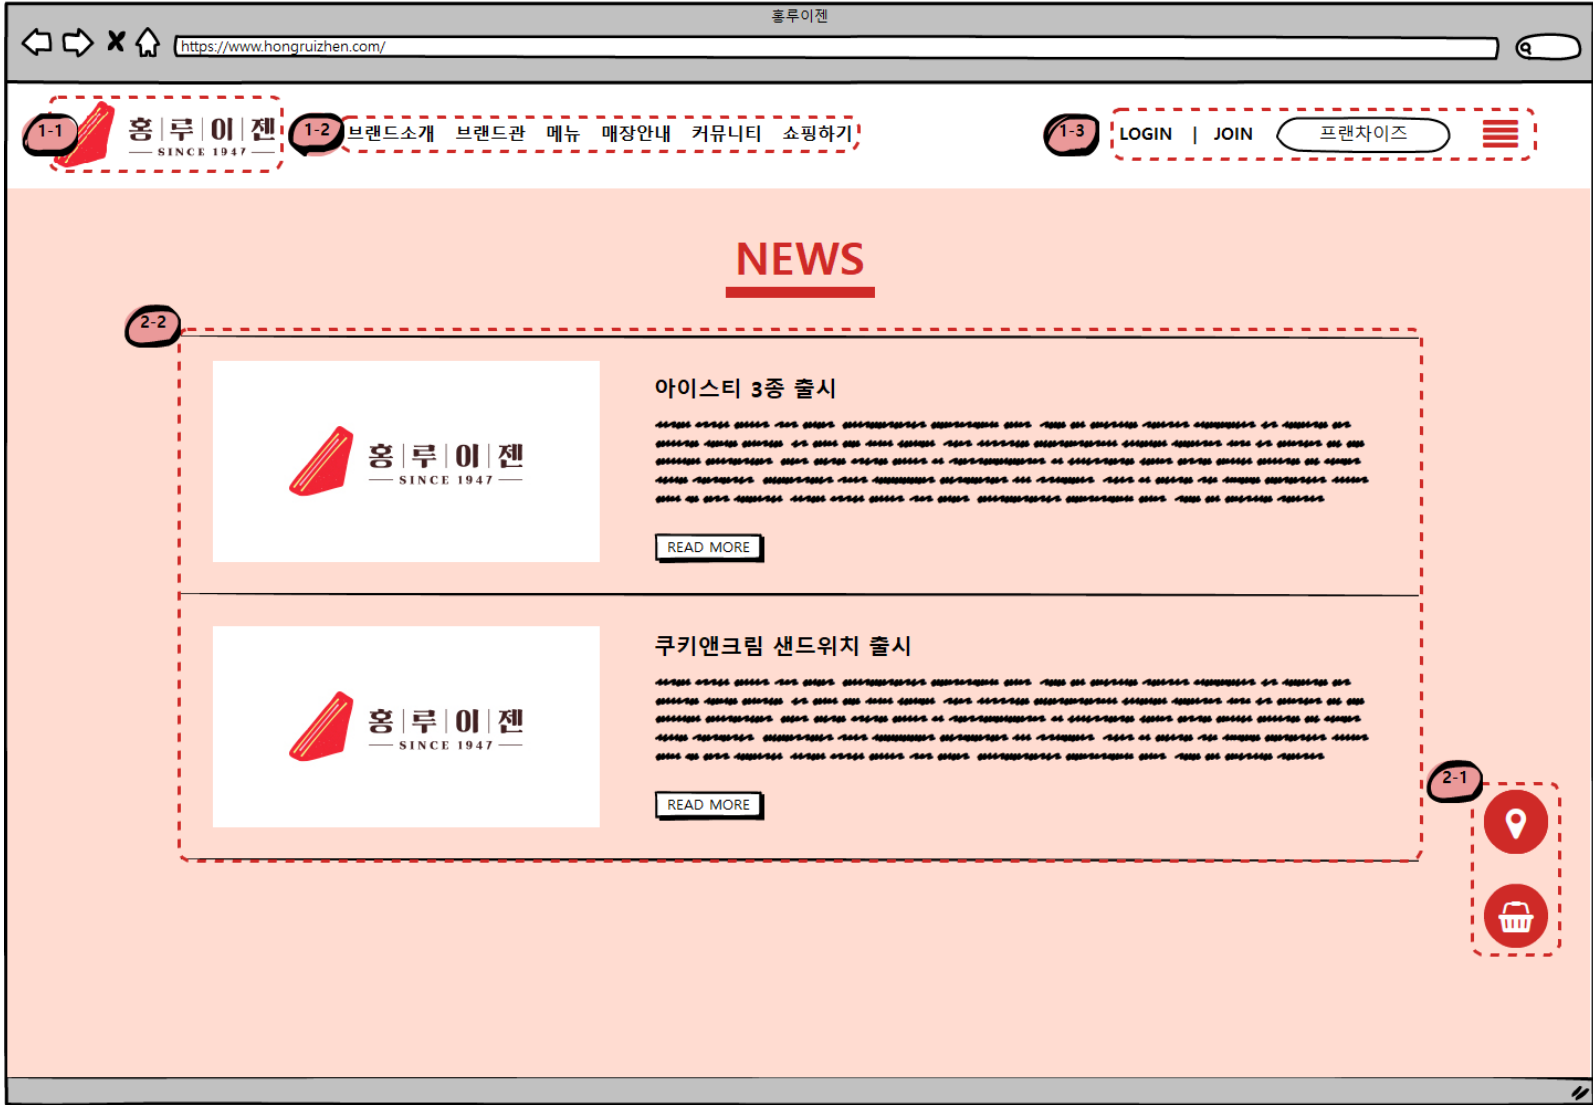 홍루이젠
https://www.hongruizhen.com/
1-1
홍|루|이|젠
SINCE 1947
1-2
브랜드소개 브랜드관 메뉴 매장안내 커뮤니티 쇼핑하기
1-3
LOGIN | JOIN 프랜차이즈
NEWS
2-2
홍|루|이|젠
SINCE 1947
아이스티 3종 출시
READ MORE
홍|루|이|젠
SINCE 1947
쿠키앤크림 샌드위치 출시
READ MORE
2-1